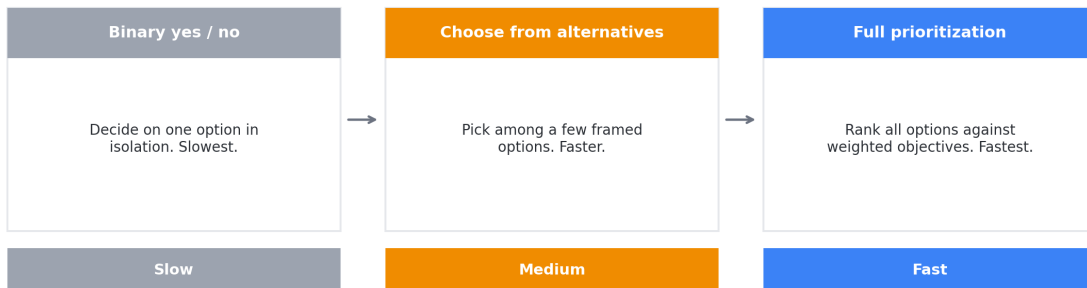 Binary yes / no
Decide on one option in
isolation. Slowest.
Slow
Choose from alternatives
Pick among a few framed
options. Faster.
Medium
Full prioritization
Rank all options against
weighted objectives. Fastest.
Fast